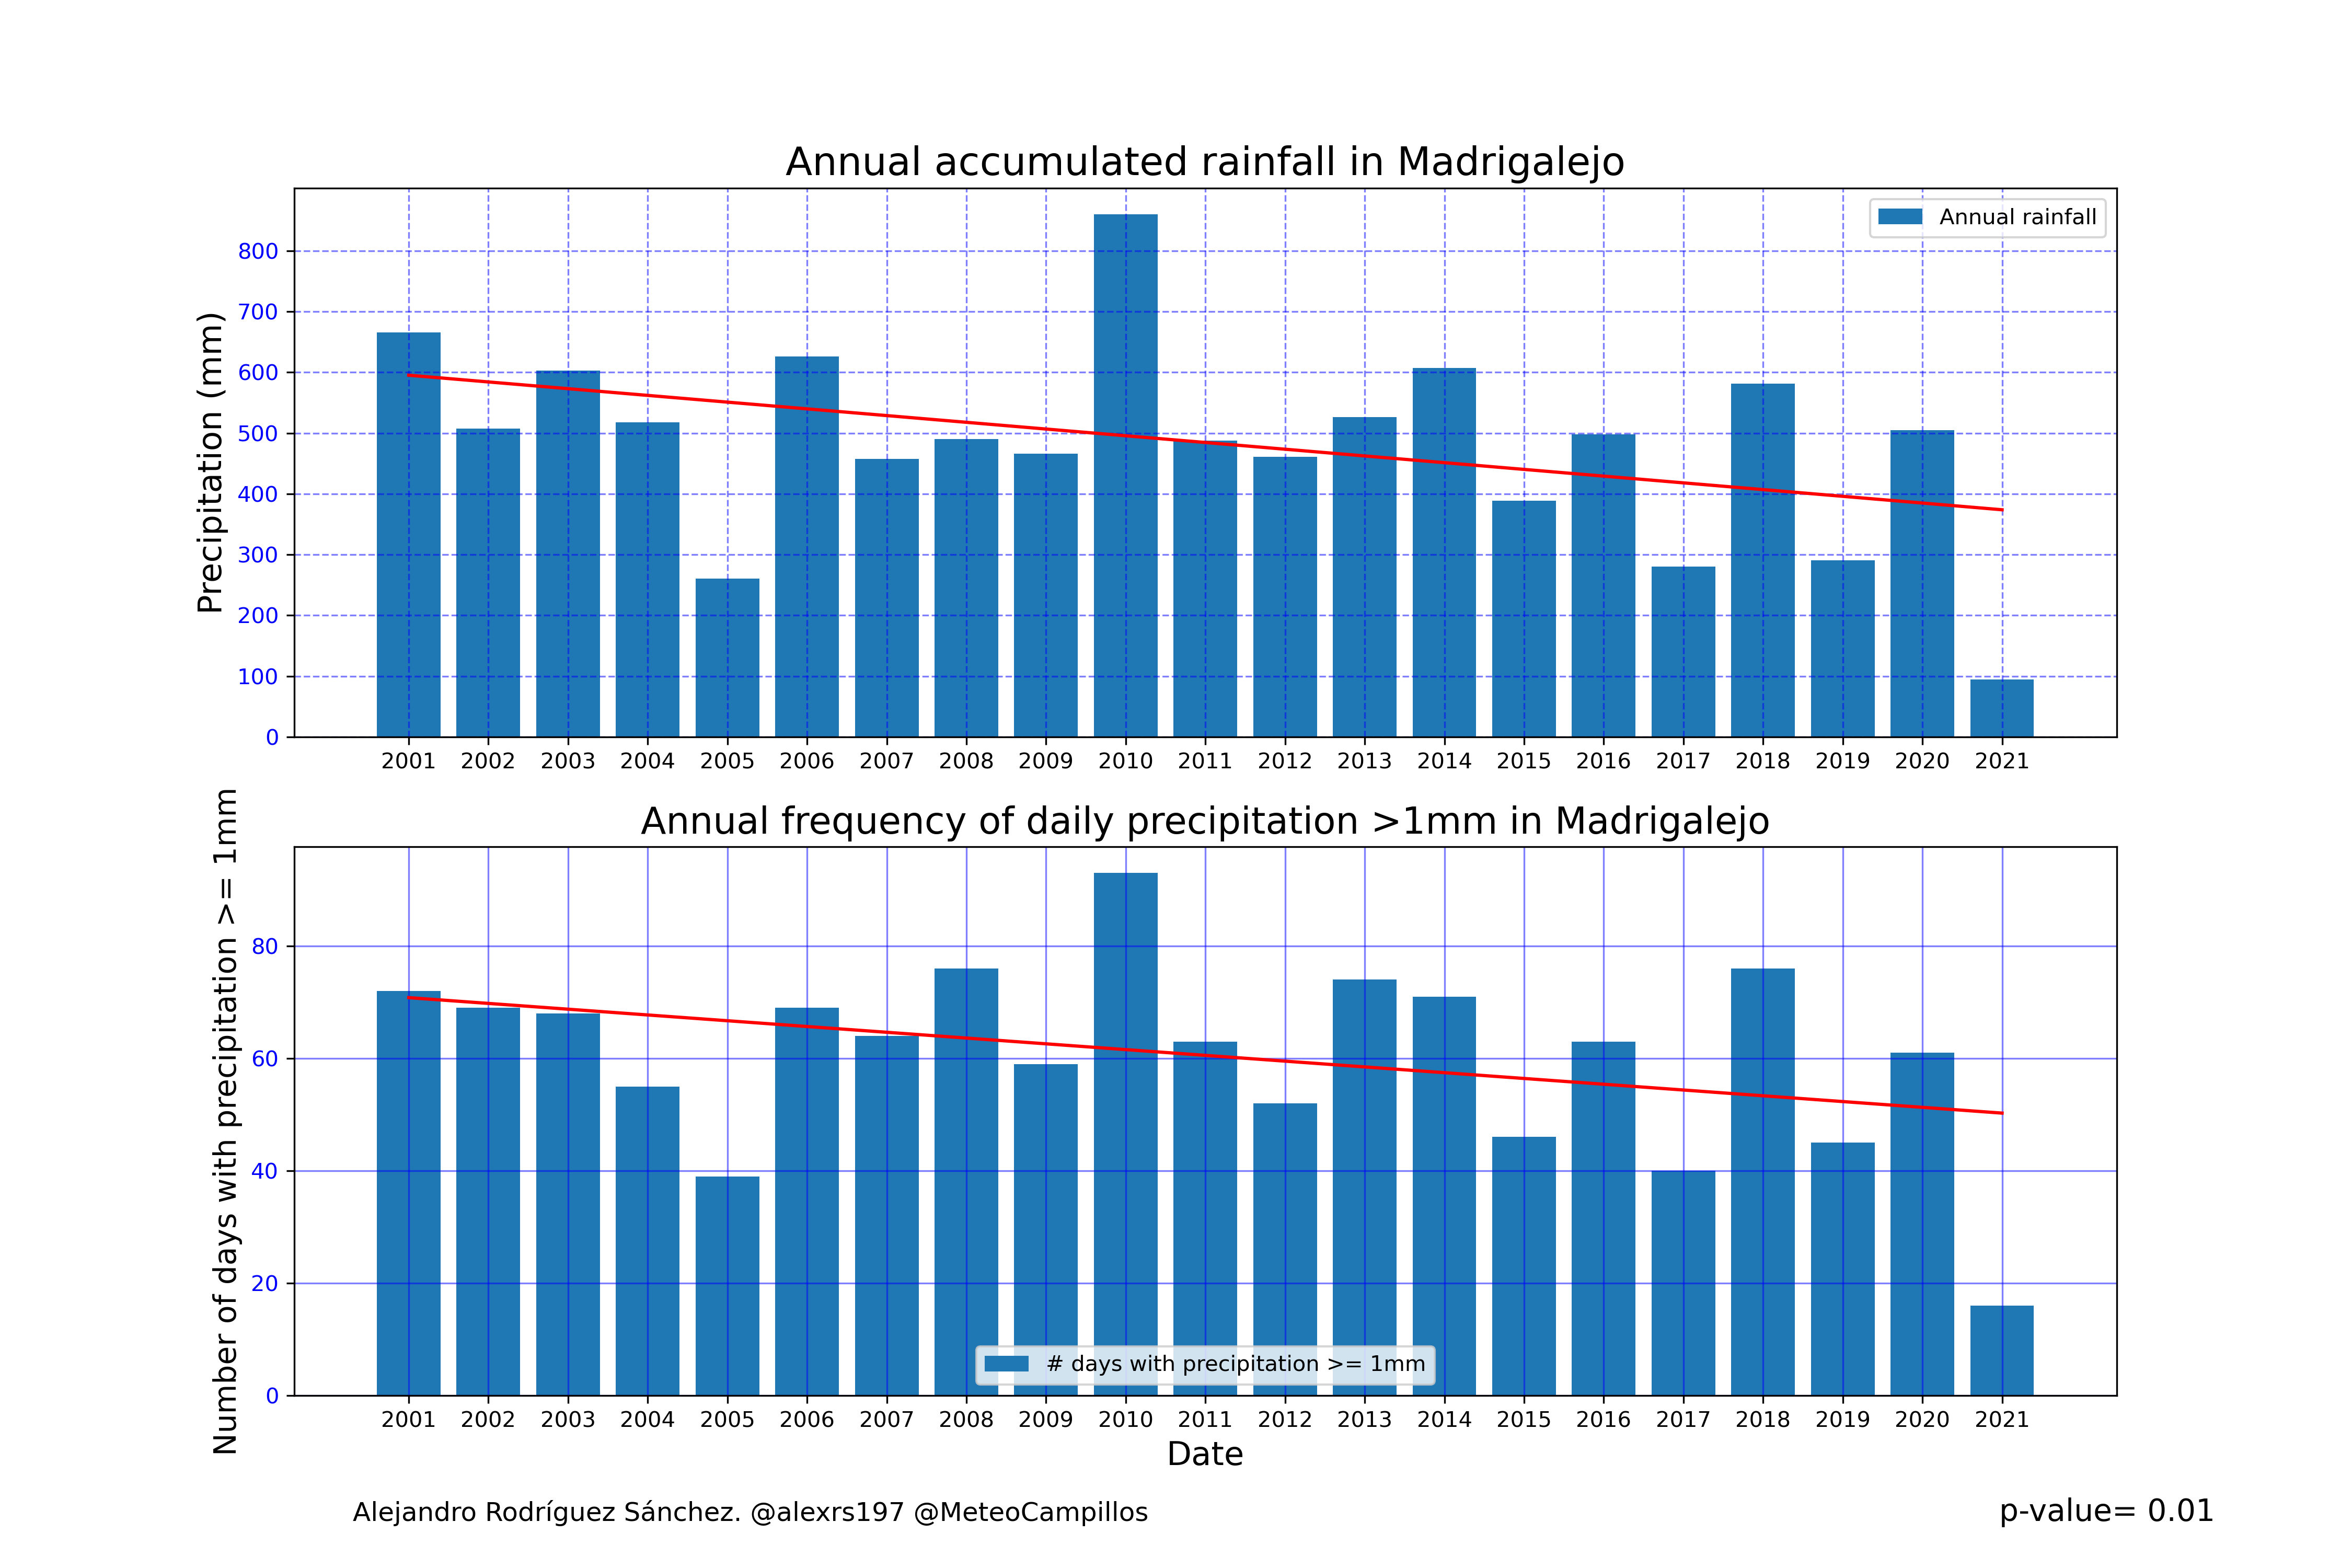 Annual accumulated rainfall in Madrigalejo
Precipitation (mm)
800
700
600
500
400
300
200
100
0
Annual rainfall
2001 2002 2003 2004 2005 2006 2007 2008 2009 2010 2011 2012 2013 2014 2015 2016 2017 2018 2019 2020 2021
Annual frequency of daily precipitation >1mm in Madrigalejo
Number of days with precipitation >= 1mm
80
60
40
20
0
# days with precipitation >= 1mm
2001 2002 2003 2004 2005 2006 2007 2008 2009 2010 2011 2012 2013 2014 2015 2016 2017 2018 2019 2020 2021
Date
Alejandro Rodríguez Sánchez. @alexrs197 @MeteoCampillos
p-value= 0.01